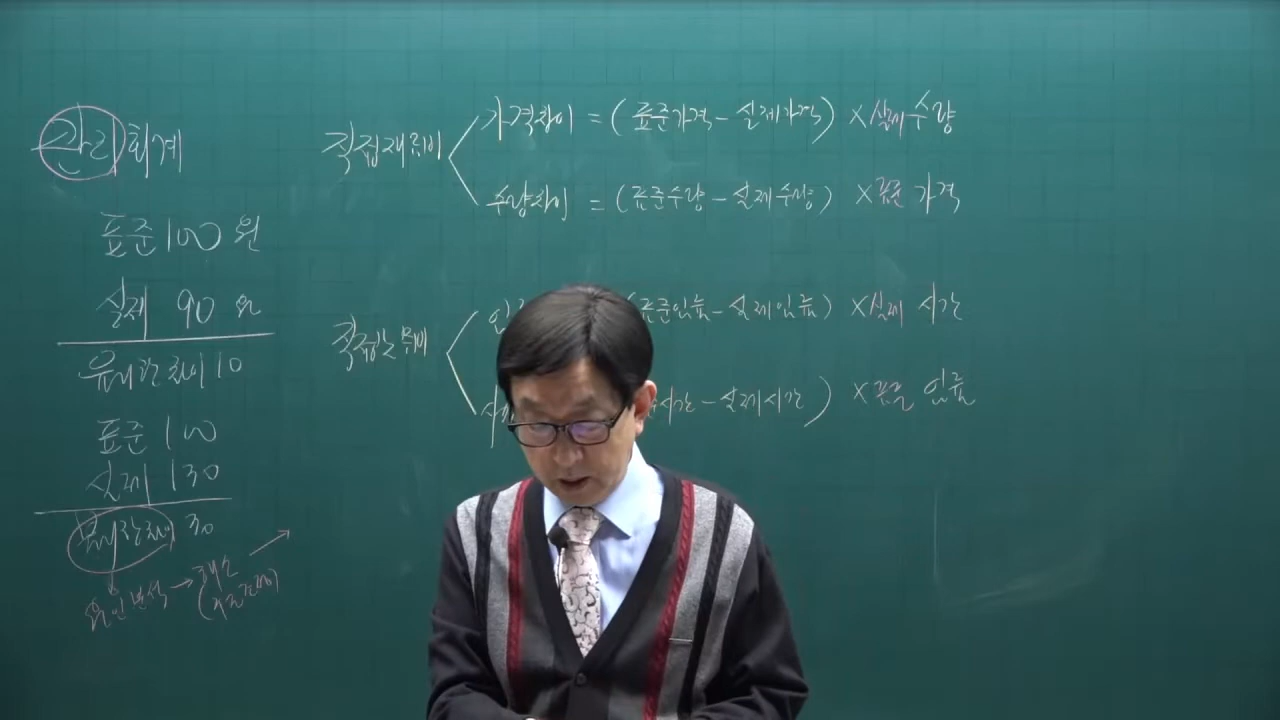 관리회계
표준 100 원
실제 90 원
유리한 차이 10
표준 100
실제 130
불리한 차이 30
원인분석 →
직접재료비
가격차이 = (표준가격 - 실제가격) × 실제 수량
수량차이 = (표준수량 - 실제수량) × 표준 가격
직접노무비
표준인률 - 실제인률) × 실제 시간
시간 - 실제시간) × 표준 인률